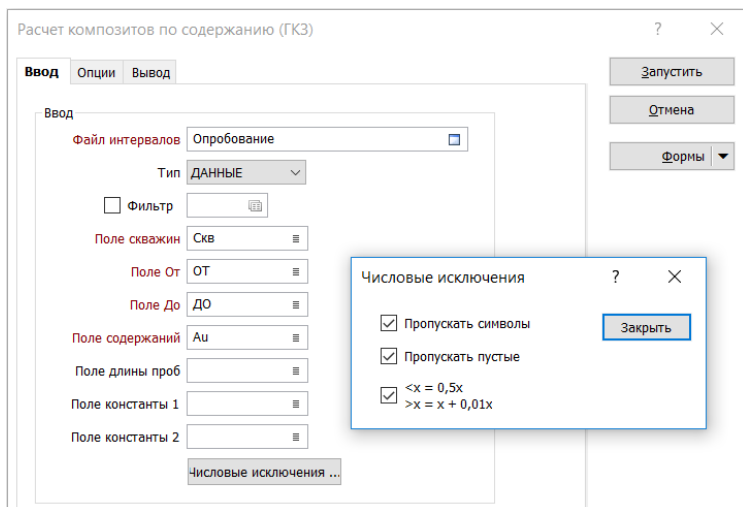 Расчет композитов по содержанию (ГКЗ)
?
Ввод Опции Вывод
Запустить
Отмена
Формы
Ввод
Файл интервалов Опробование
Тип ДАННЫЕ
Фильтр
Поле скважин Скв
Поле От ОТ
Поле До ДО
Поле содержаний Au
Поле длины проб
Поле константы 1
Поле константы 2
Числовые исключения ...
Числовые исключения ?
Пропускать символы
Закрыть
Пропускать пустые
<x = 0,5x
>x = x + 0,01x